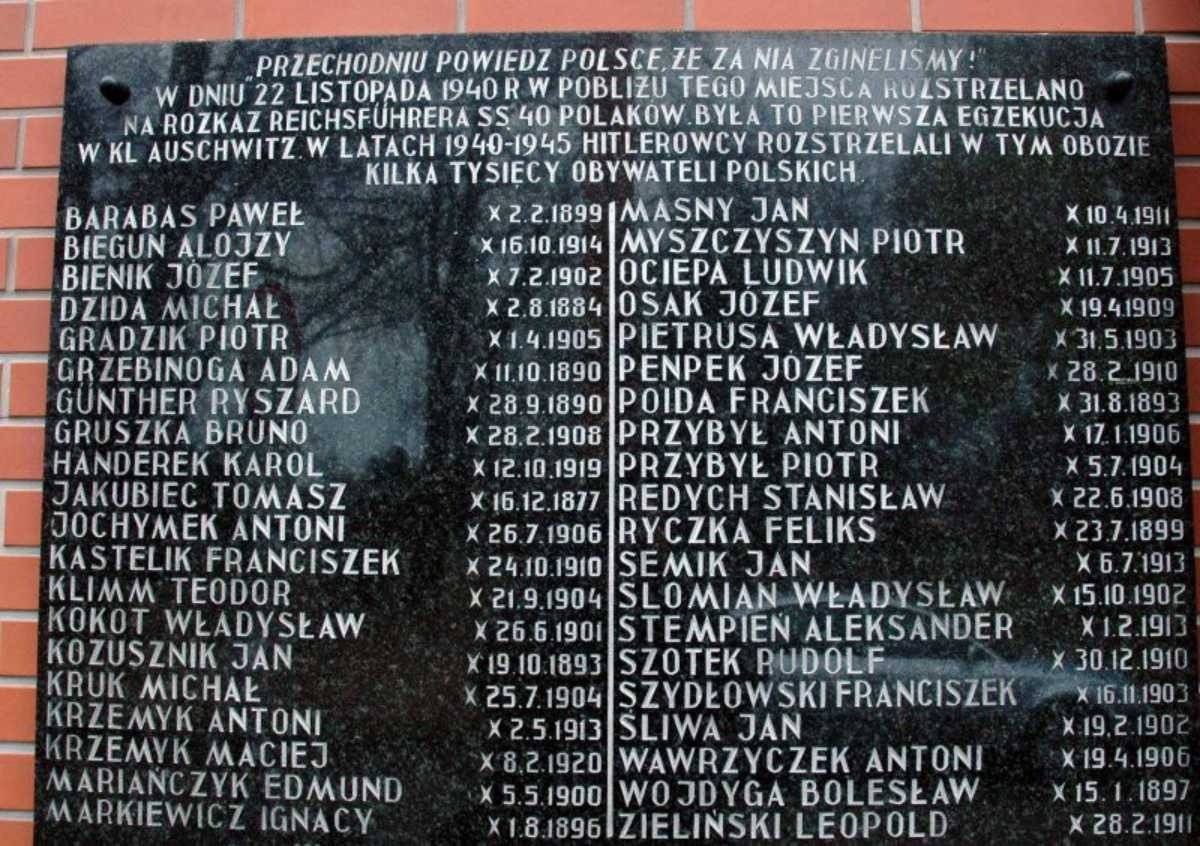 „PRZECHODNIU POWIEDZ POLSCE, ŻE ZA NIĄ ZGINELISMY!"
W DNIU 22 LISTOPADA 1940 R W POBLIŻU TEGO MIEJSCA ROZSTRZELANO
NA ROZKAZ REICHSFÜHRERA SS 40 POLAKÓW. BYŁA TO PIERWSZA EGZEKUCJA
W KL AUSCHWITZ. W LATACH 1940-1945 HITLEROWCY ROZSTRZELALI W TYM OBOZIE
KILKA TYSIĘCY OBYWATELI POLSKICH.
BARABAS PAWEŁ X 2.2.1899
BIEGUN ALOJZY X 16.10.1914
BIENIK JÓZEF X 7.2.1902
DZIDA MICHAŁ X 2.8.1884
GRADZIK PIOTR X 1.4.1905
GRZEBINOGA ADAM X 11.10.1890
GÜNTHER RYSZARD X 28.9.1890
GRUSZKA BRUNO X 28.2.1908
HANDEREK KAROL X 12.10.1919
JAKUBIEC TOMASZ X 16.12.1877
JOCHYMEK ANTONI X 26.7.1906
KASTELIK FRANCISZEK X 24.10.1910
KLIMM TEODOR X 21.9.1904
KOKOT WŁADYSŁAW X 26.6.1901
KOZUSZNIK JAN X 19.10.1893
KRUK MICHAŁ X 25.7.1904
KRZEMYK ANTONI X 2.5.1913
KRZEMYK MACIEJ X 8.2.1920
MARIAŃCZYK EDMUND X 5.5.1900
MARKIEWICZ IGNACY X 1.8.1896
MASNY JAN X 10.4.1911
MYSZCZYSZYN PIOTR X 11.7.1913
OCIEPA LUDWIK X 11.7.1905
OSAK JÓZEF X 19.4.1909
PIETRUSA WŁADYSŁAW X 31.5.1903
PENPEK JÓZEF X 28.2.1910
POIDA FRANCISZEK X 31.8.1893
PRZYBYŁ ANTONI X 17.1.1906
PRZYBYŁ PIOTR X 5.7.1904
REDYCH STANISŁAW X 22.6.1908
RYCZKA FELIKS X 23.7.1899
SEMIK JAN X 6.7.1913
SLOMIAN WŁADYSŁAW X 15.10.1902
STEMPIEN ALEKSANDER X 1.2.1913
SZOTEK RUDOLF X 30.12.1910
SZYDŁOWSKI FRANCISZEK X 16.11.1903
ŚLIWA JAN X 19.2.1902
WAWRZYCZEK ANTONI X 19.4.1906
WOJDYGA BOLESŁAW X 15.1.1897
ZIELIŃSKI LEOPOLD X 28.2.1911